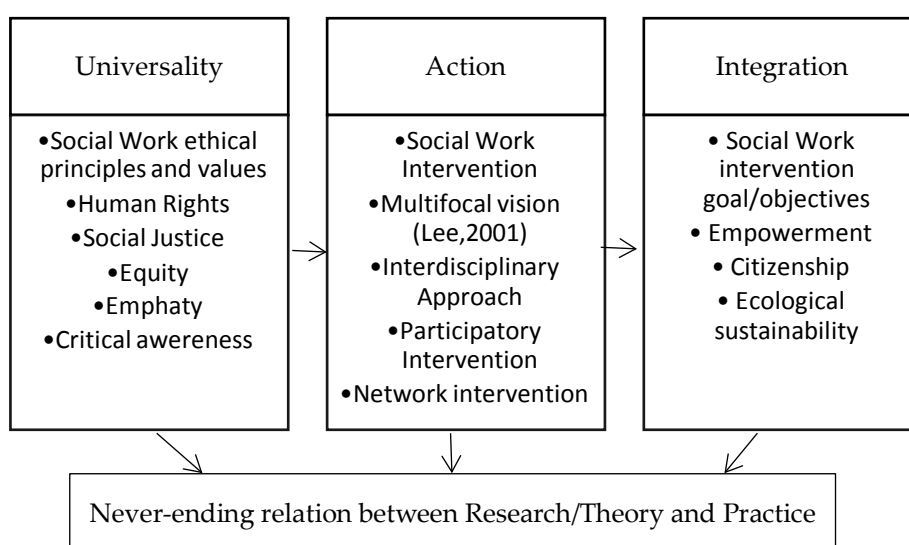 Universality
•Social Work ethical
principles and values
•Human Rights
•Social Justice
•Equity
•Emphaty
•Critical awereness
Action
•Social Work
Intervention
•Multifocal vision
(Lee,2001)
•Interdisciplinary
Approach
•Participatory
Intervention
•Network intervention
Integration
• Social Work
intervention
goal/objectives
• Empowerment
• Citizenship
• Ecological
sustainability
Never-ending relation between Research/Theory and Practice